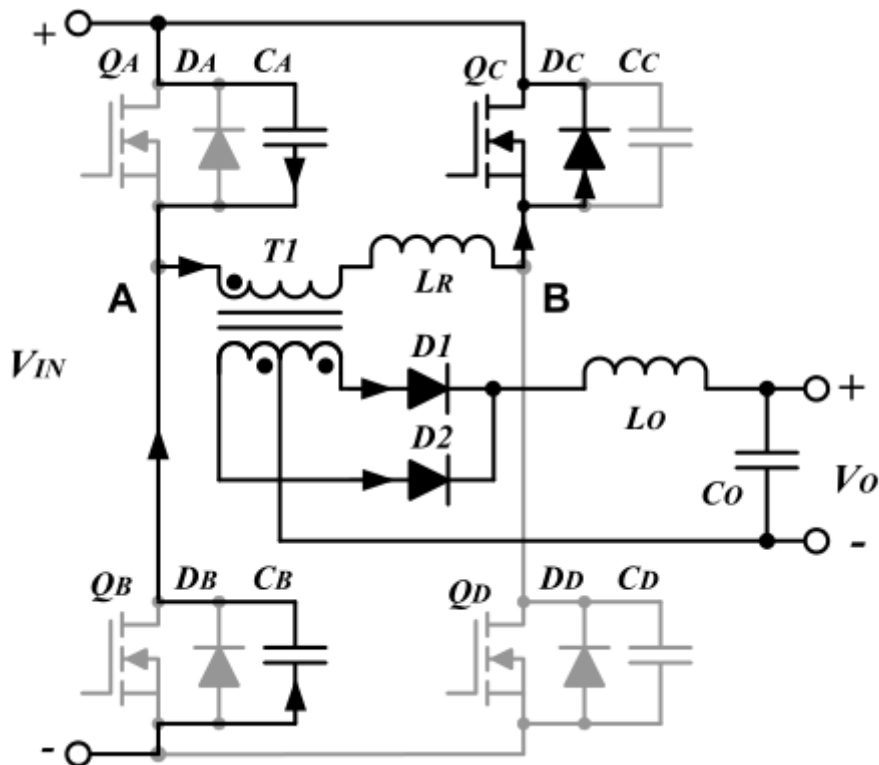 +
QA DA CA QC DC CC
T1
LR
A B
VIN
D1
D2
LO
+
CO VO
-
QB DB CB QD DD CD
-